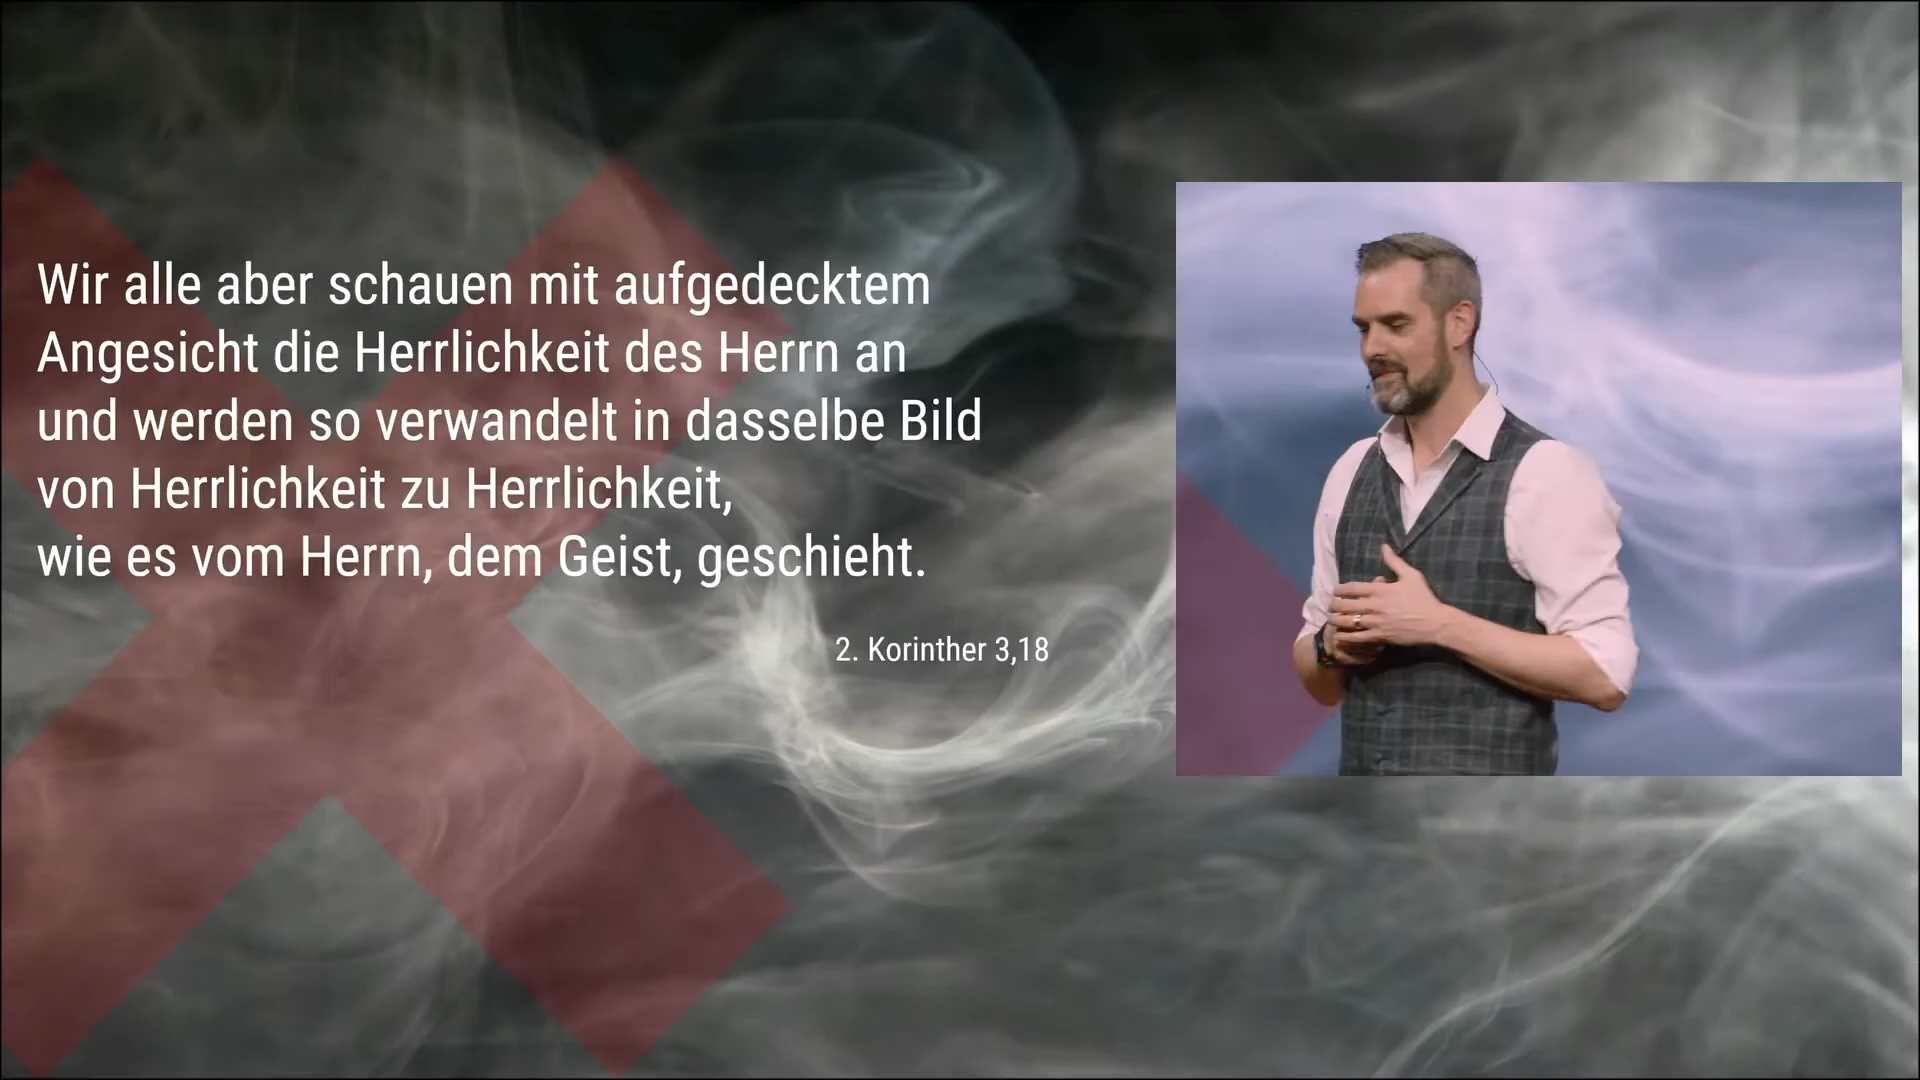 Wir alle aber schauen mit aufgedecktem
Angesicht die Herrlichkeit des Herrn an
und werden so verwandelt in dasselbe Bild
von Herrlichkeit zu Herrlichkeit,
wie es vom Herrn, dem Geist, geschieht.
2. Korinther 3,18